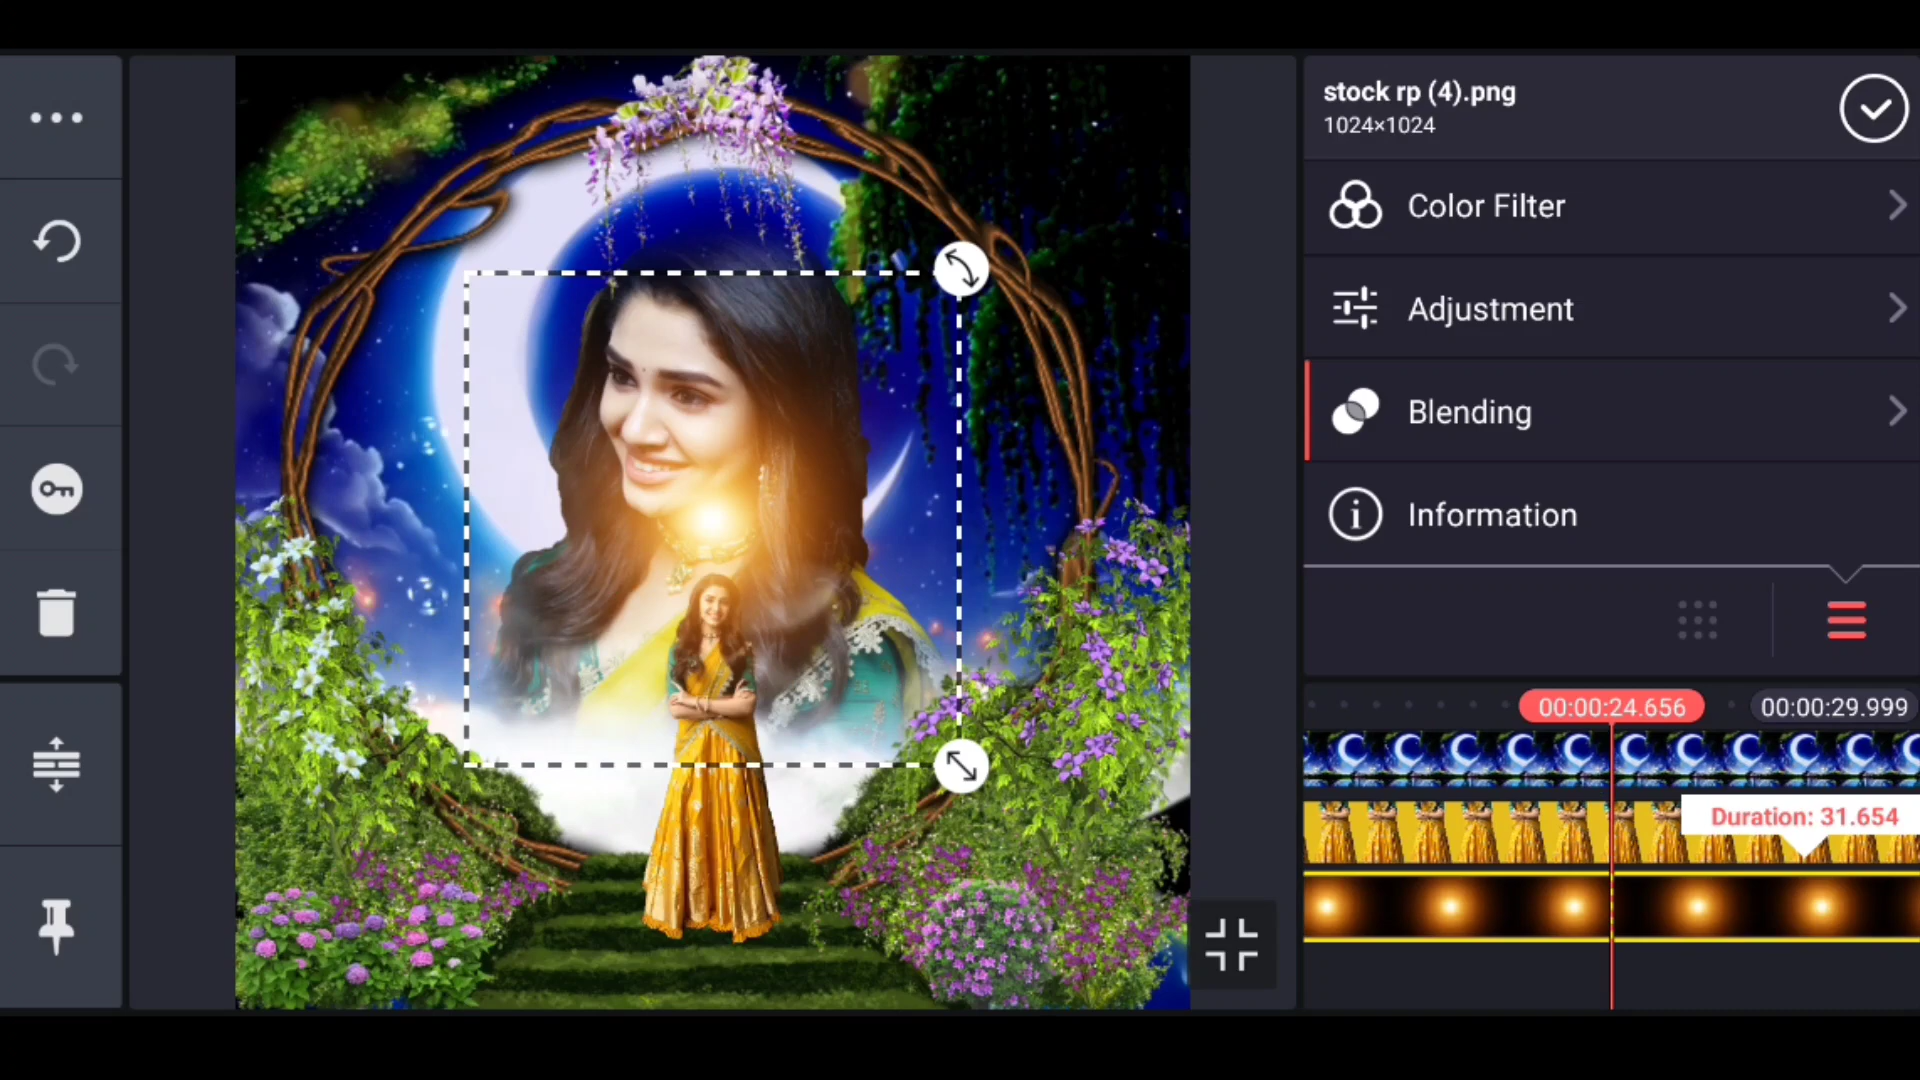 stock rp (4).png
1024×1024
Color Filter
Adjustment
Blending
Information
00:00:24.656
00:00:29.999
Duration: 31.654